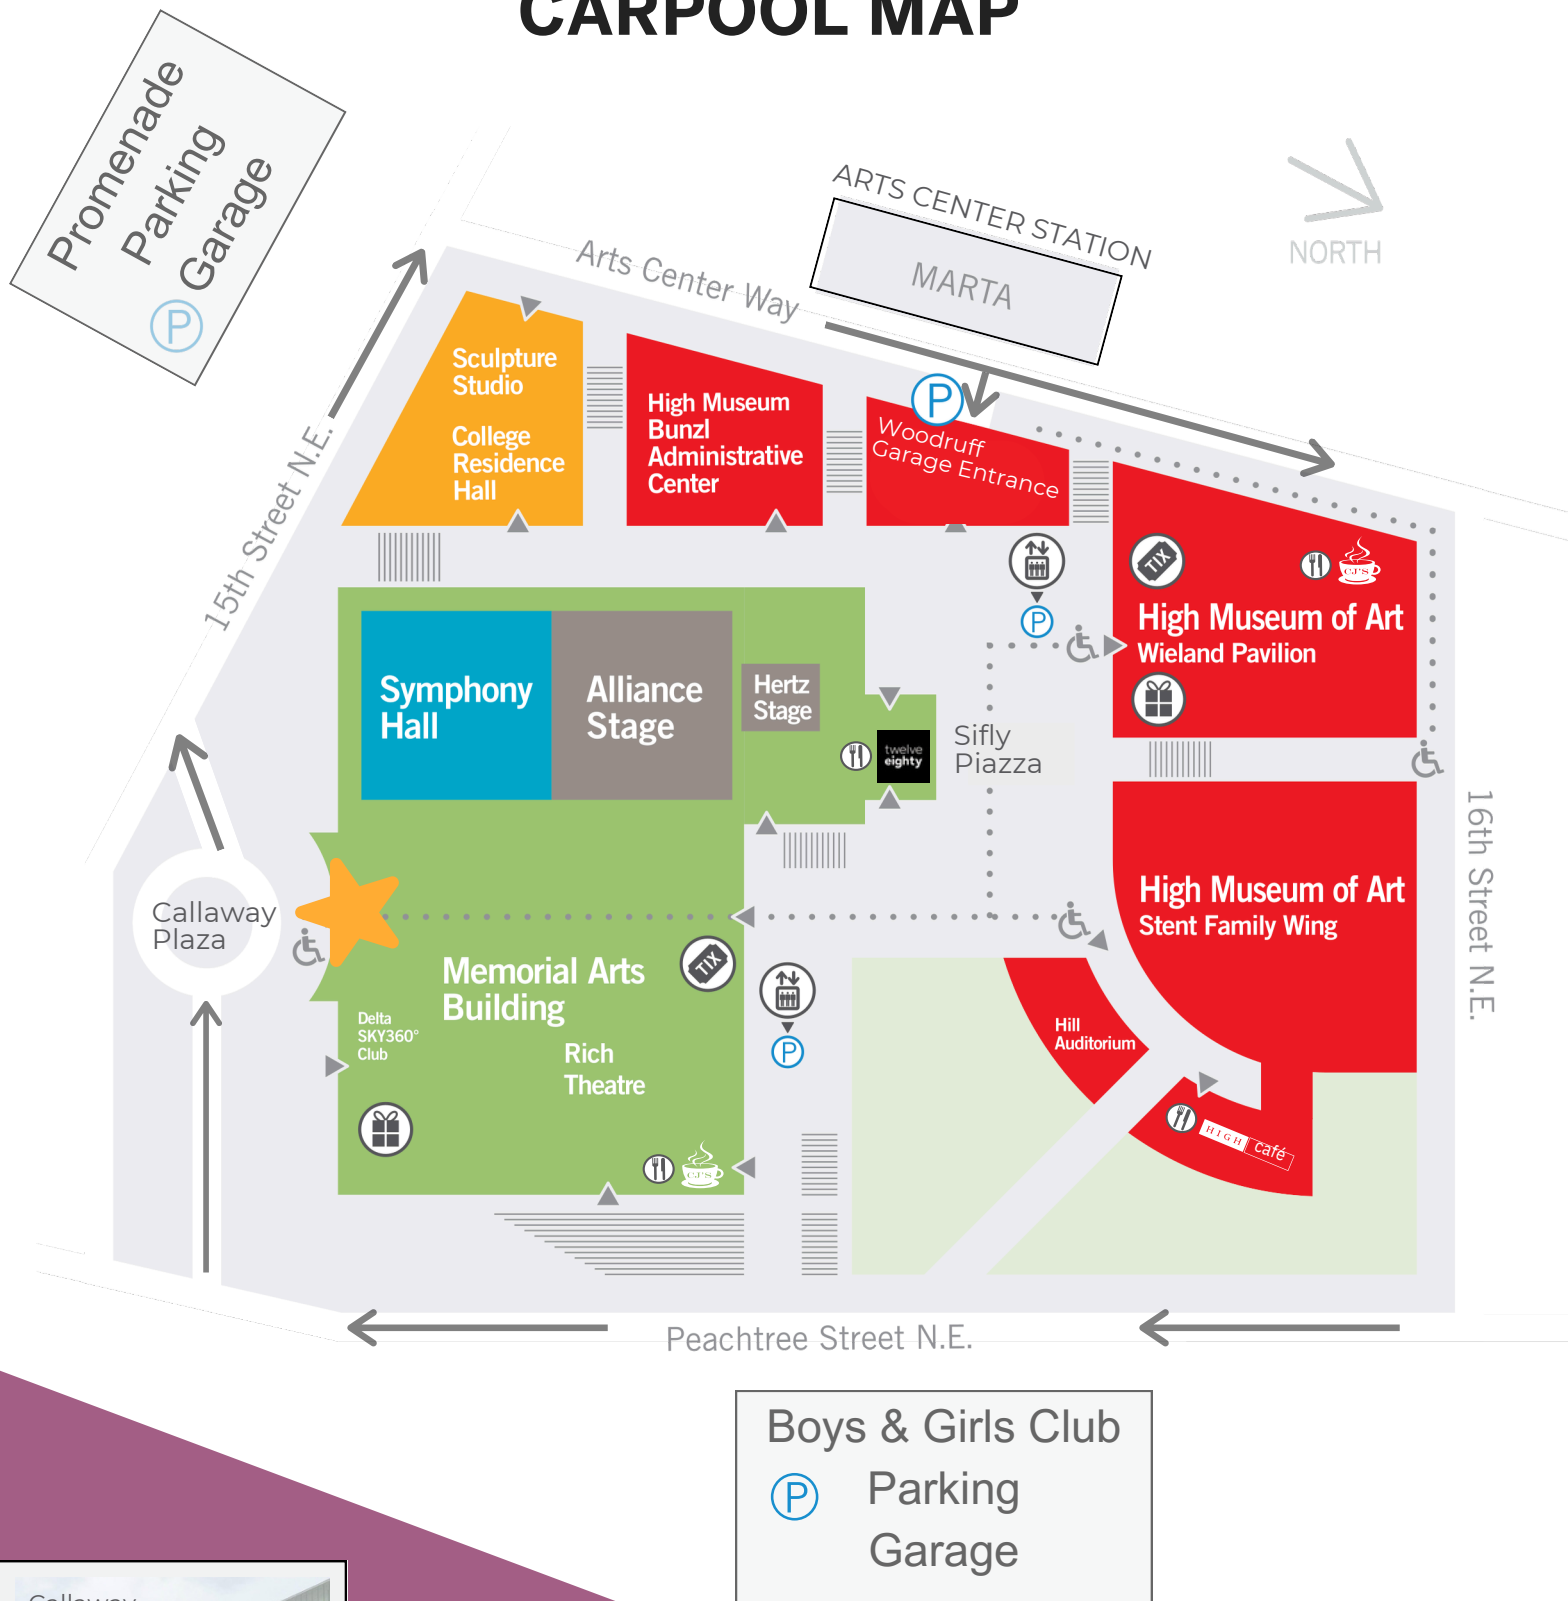 CARPOOL MAP
Promenade
Parking
Garage
P
ARTS CENTER STATION
MARTA
NORTH
Arts Center Way
15th Street N.E.
Sculpture
Studio
College
Residence
Hall
High Museum
Bunzl
Administrative
Center
P
Woodruff
Garage Entrance
TIX
CJ'S
P
High Museum of Art
Wieland Pavilion
Symphony
Hall
Alliance
Stage
Hertz
Stage
twelve
eighty
Sifly
Piazza
16th Street N.E.
High Museum of Art
Stent Family Wing
Callaway
Plaza
Memorial Arts
Building
TIX
P
Delta
SKY360°
Club
Rich
Theatre
Hill
Auditorium
HIGH café
CJ'S
Peachtree Street N.E.
Boys & Girls Club
P Parking
Garage
Callaway